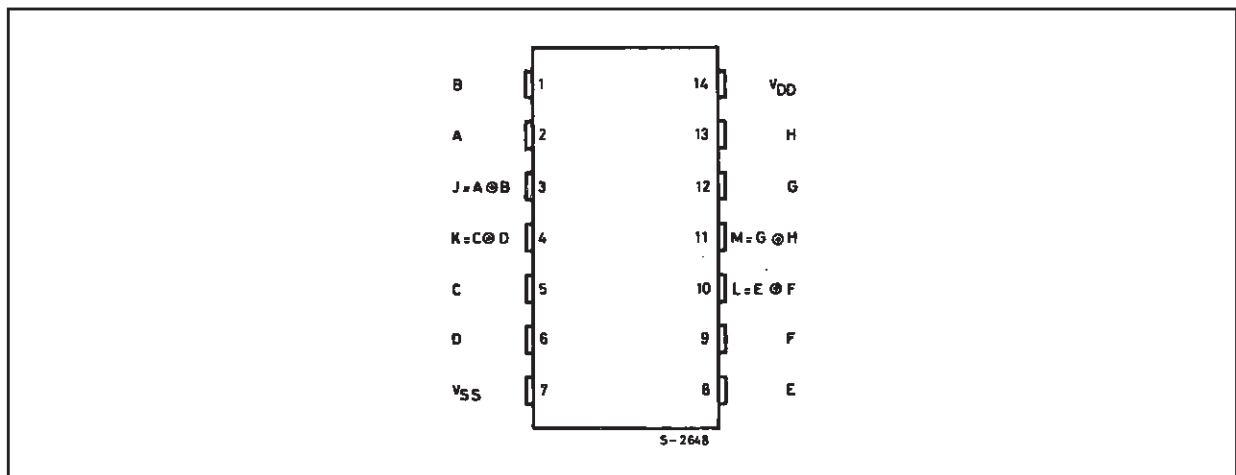 B 1 14 VDD
A 2 13 H
J=A⊕B 3 12 G
K=C⊕D 4 11 M=G⊕H
C 5 10 L=E⊕F
D 6 9 F
VSS 7 8 E
S-2648